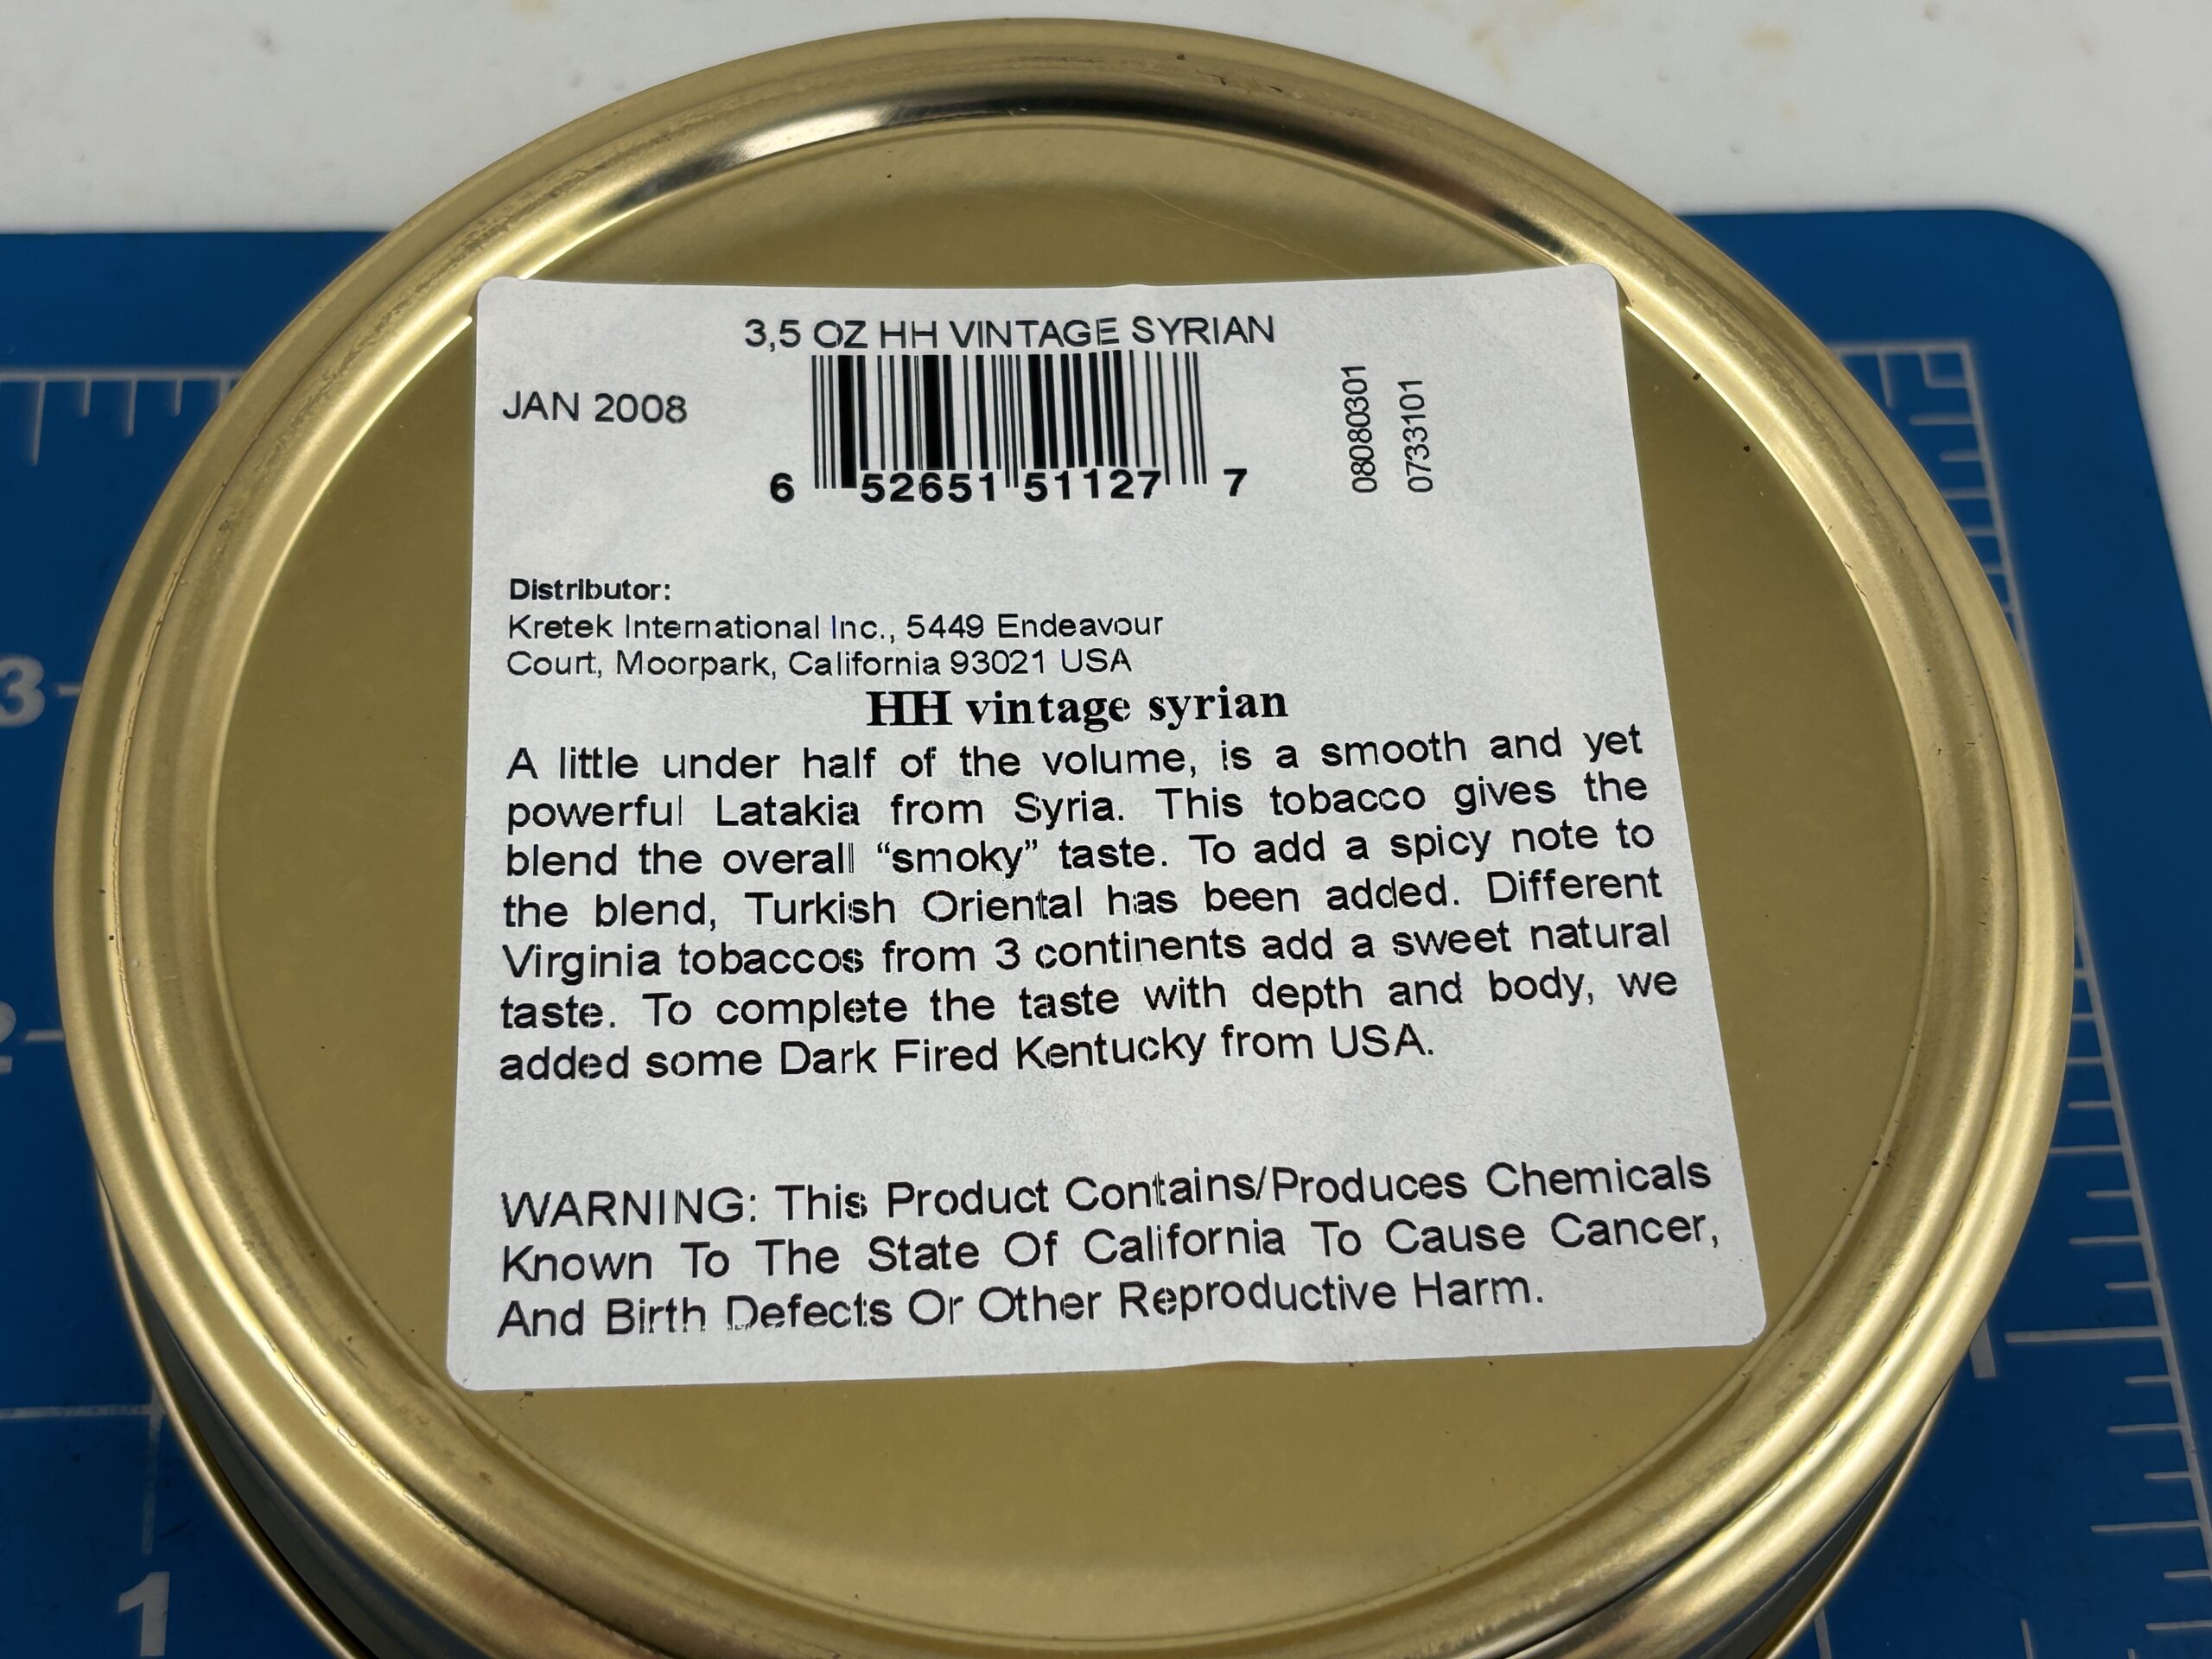 3,5 OZ HH VINTAGE SYRIAN
JAN 2008
6 52651 51127 7
08080301
0733101
Distributor:
Kretek International Inc., 5449 Endeavour
Court, Moorpark, California 93021 USA
HH vintage syrian
A little under half of the volume, is a smooth and yet
powerful Latakia from Syria. This tobacco gives the
blend the overall “smoky” taste. To add a spicy note to
the blend, Turkish Oriental has been added. Different
Virginia tobaccos from 3 continents add a sweet natural
taste. To complete the taste with depth and body, we
added some Dark Fired Kentucky from USA.
WARNING: This Product Contains/Produces Chemicals
Known To The State Of California To Cause Cancer,
And Birth Defects Or Other Reproductive Harm.
3
2
1
1